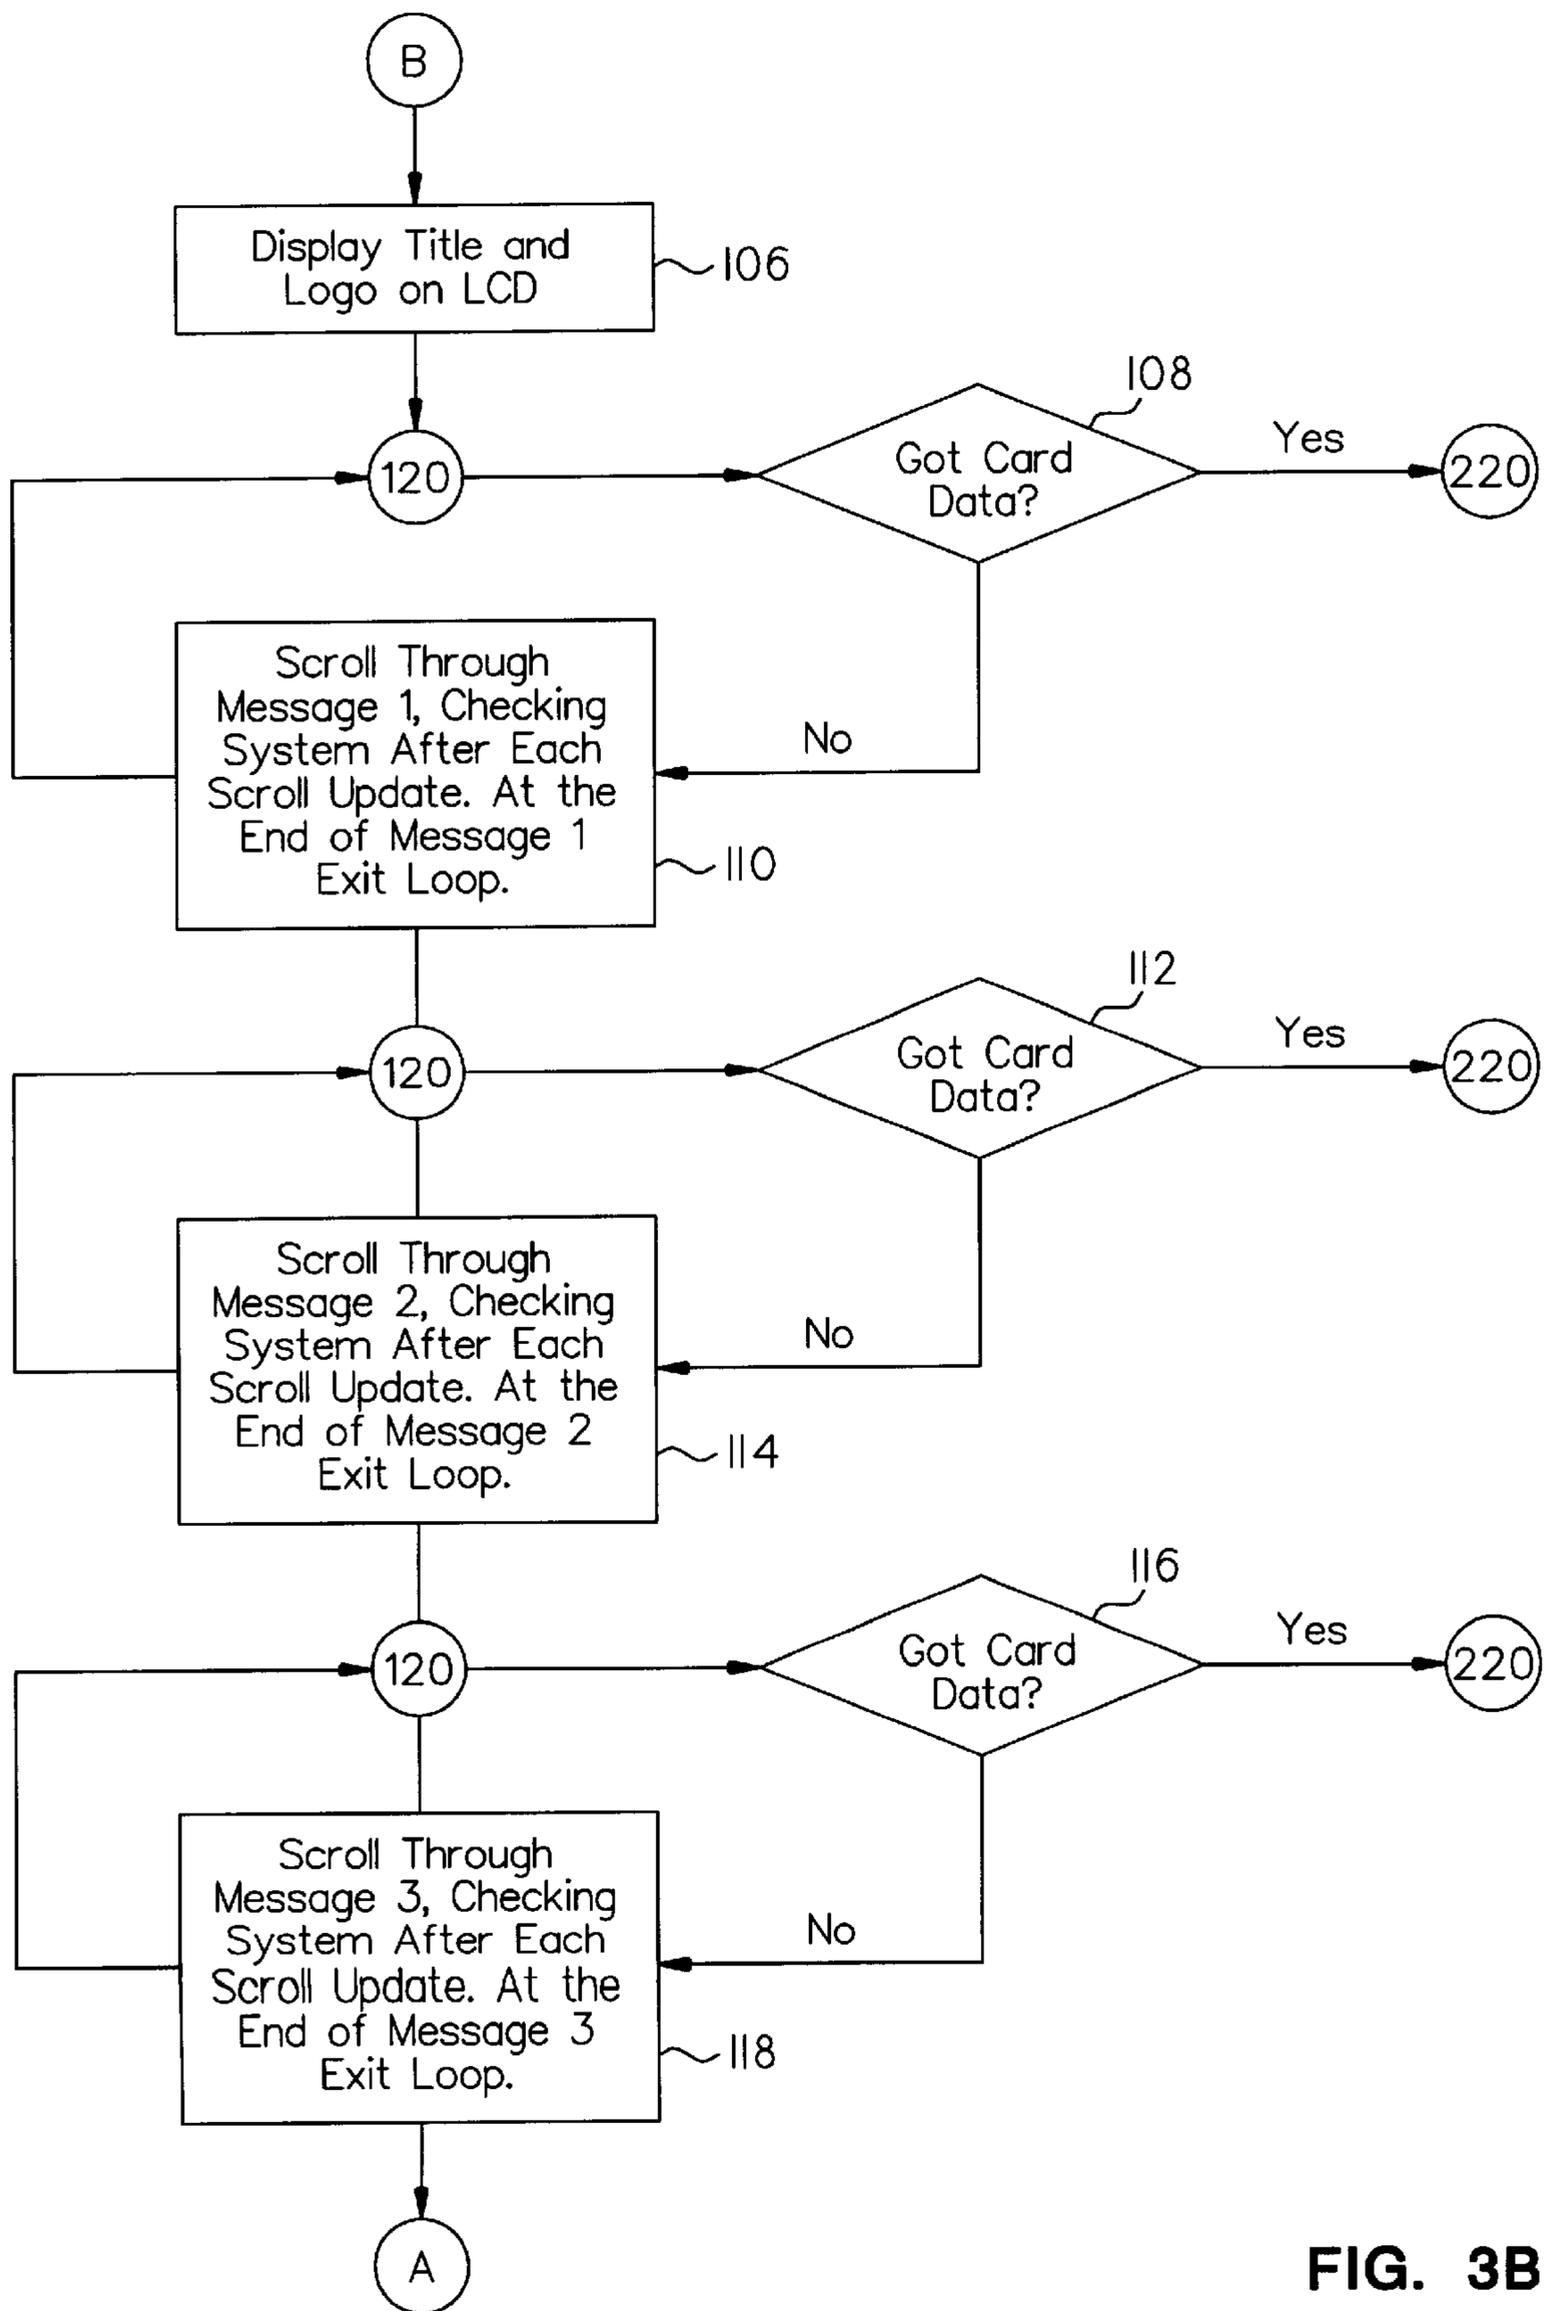 B
Display Title and
Logo on LCD
106
108
120
Got Card
Data?
Yes
220
Scroll Through
Message 1, Checking
System After Each
Scroll Update. At the
End of Message 1
Exit Loop.
No
110
112
120
Got Card
Data?
Yes
220
Scroll Through
Message 2, Checking
System After Each
Scroll Update. At the
End of Message 2
Exit Loop.
No
114
116
120
Got Card
Data?
Yes
220
Scroll Through
Message 3, Checking
System After Each
Scroll Update. At the
End of Message 3
Exit Loop.
No
118
A
FIG. 3B